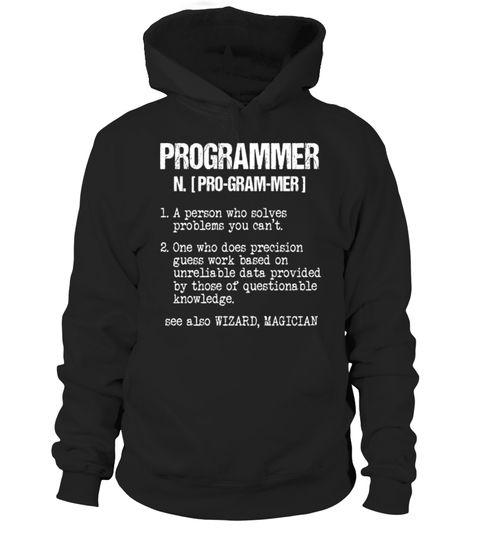 PROGRAMMER
N. [ PRO-GRAM-MER ]
1. A person who solves
problems you can't.
2. One who does precision
guess work based on
unreliable data provided
by those of questionable
knowledge.
see also WIZARD, MAGICIAN